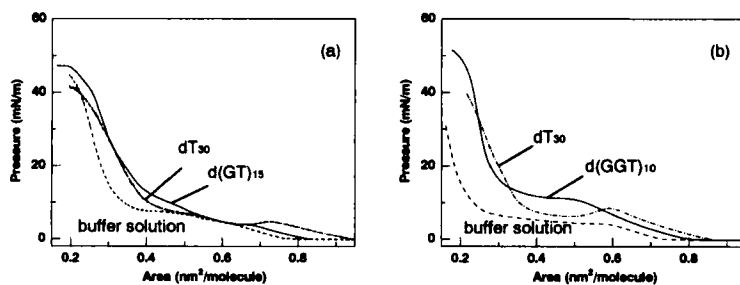 60
40
20
0
Pressure (mN/m)
(a)
dT30
d(GT)15
buffer solution
0.2 0.4 0.6 0.8
Area (nm2/molecule)
60
40
20
0
Pressure (mN/m)
(b)
dT30
d(GGT)10
buffer solution
0.2 0.4 0.6 0.8
Area (nm2/molecule)